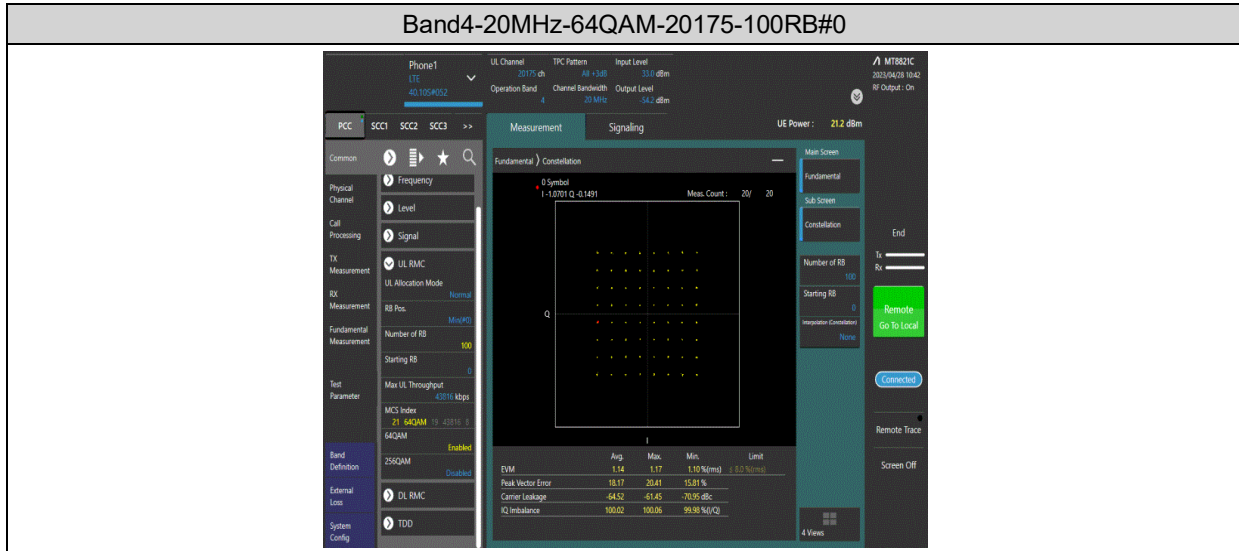 Band4-20MHz-64QAM-20175-100RB#0
Phone1
LTE
40.10S#052
UL Channel
20175 ch
TPC Pattern
All +3dB
Input Level
33.0 dBm
Operation Band
4
Channel Bandwidth
20 MHz
Output Level
-54.2 dBm
MT8821C
2023/04/28 10:42
RF Output : On
PCC SCC1 SCC2 SCC3 >>
Measurement
Signaling
UE Power : 21.2 dBm
Common
Physical
Channel
Call
Processing
TX
Measurement
RX
Measurement
Fundamental
Measurement
Test
Parameter
Band
Definition
External
Loss
System
Config
Frequency
Level
Signal
UL RMC
UL Allocation Mode
Normal
RB Pos.
Min(#0)
Number of RB
100
Starting RB
0
Max UL Throughput
43816 kbps
MCS Index
21 64QAM 19 43816 8
64QAM
Enabled
256QAM
Disabled
DL RMC
TDD
Fundamental ) Constellation
0 Symbol
I -1.0701 Q -0.1491
Meas. Count : 20/ 20
Q
I
Avg. Max. Min. Limit
EVM 1.14 1.17 1.10 %(rms) ≤ 8.0 %(rms)
Peak Vector Error 18.17 20.41 15.81 %
Carrier Leakage -64.52 -61.45 -70.95 dBc
IQ Imbalance 100.02 100.06 99.98 %(I/Q)
Main Screen
Fundamental
Sub Screen
Constellation
Number of RB
100
Starting RB
0
Interpolation (Constellation)
None
4 Views
End
Tx
Rx
Remote
Go To Local
Connected
Remote Trace
Screen Off